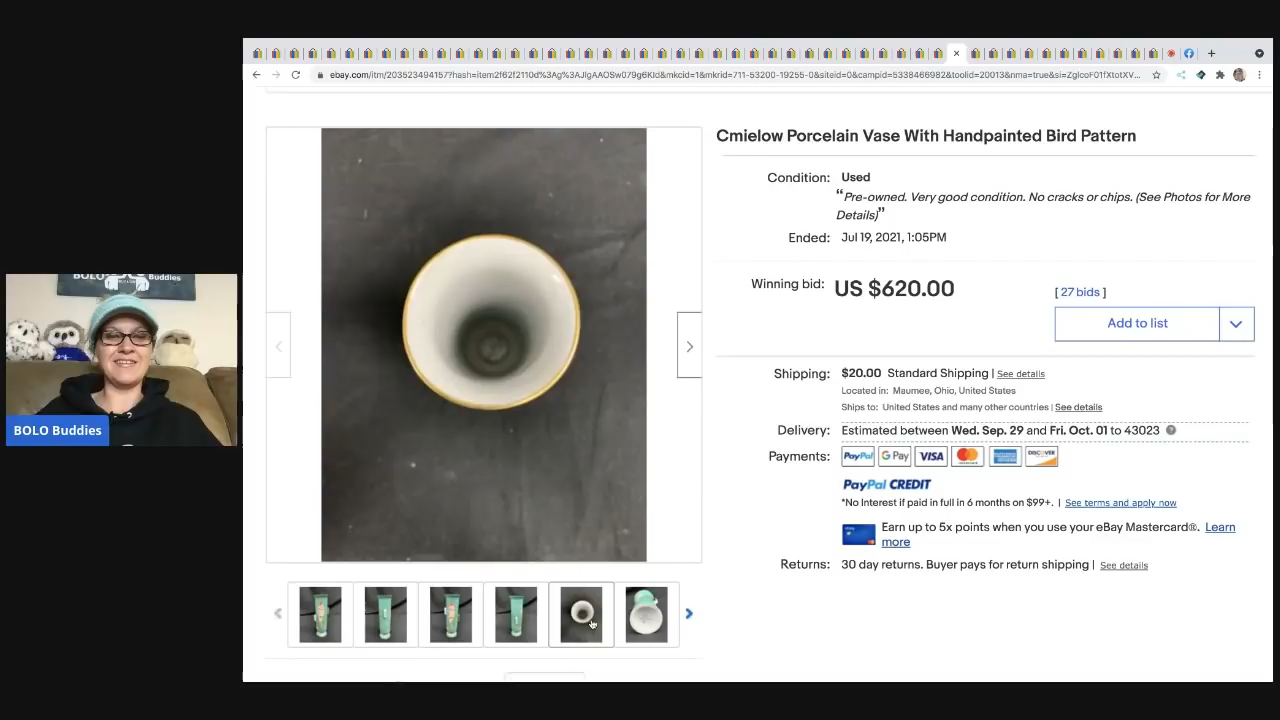 ebay.com/itm/203523494157?hash=item2f62f2110d%3Ag%3AJlgAAOSw079g6KId&mkcid=1&mkrid=711-53200-19255-0&siteid=0&campid=5338466982&toolid=20013&nma=true&si=ZglcoF01fXtotXV...
Cmielow Porcelain Vase With Handpainted Bird Pattern
Condition: Used
“Pre-owned. Very good condition. No cracks or chips. (See Photos for More
Details)”
Ended: Jul 19, 2021, 1:05PM
Winning bid: US $620.00
[ 27 bids ]
Add to list
Shipping: $20.00 Standard Shipping | See details
Located in: Maumee, Ohio, United States
Ships to: United States and many other countries | See details
Delivery: Estimated between Wed. Sep. 29 and Fri. Oct. 01 to 43023
Payments: PayPal G Pay VISA MasterCard DISCOVER
PayPal CREDIT
*No Interest if paid in full in 6 months on $99+. | See terms and apply now
Earn up to 5x points when you use your eBay Mastercard®. Learn
more
Returns: 30 day returns. Buyer pays for return shipping | See details
BOLO Buddies
BOLO Buddies